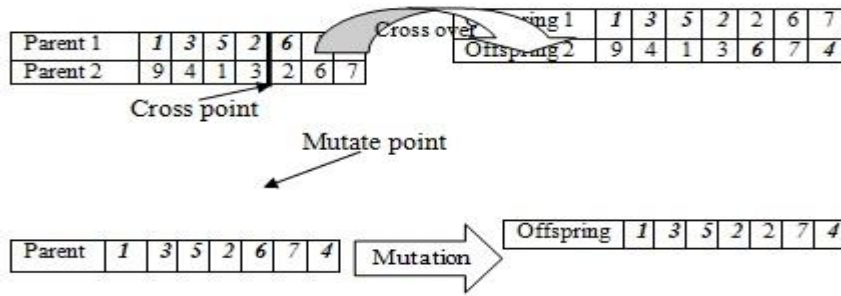 Parent 1 1 3 5 2 6
Parent 2 9 4 1 3 2 6 7
Cross over
1 1 3 5 2 2 6 7
Offspring 2 9 4 1 3 6 7 4
Cross point
Mutate point
Parent 1 3 5 2 6 7 4
Mutation
Offspring 1 3 5 2 2 7 4